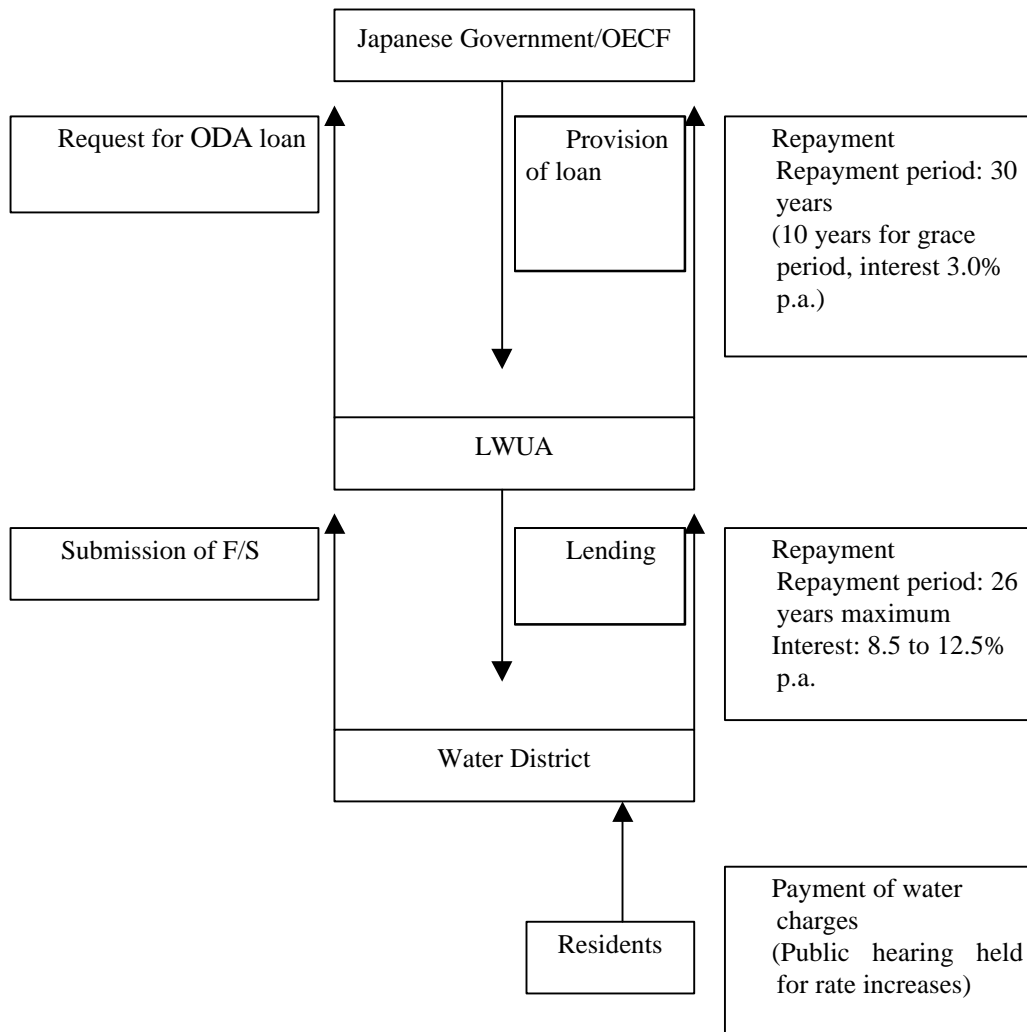 Japanese Government/OECF
Request for ODA loan
Provision
of loan
Repayment
Repayment period: 30
years
(10 years for grace
period, interest 3.0%
p.a.)
LWUA
Submission of F/S
Lending
Repayment
Repayment period: 26
years maximum
Interest: 8.5 to 12.5%
p.a.
Water District
Residents
Payment of water
charges
(Public hearing held
for rate increases)